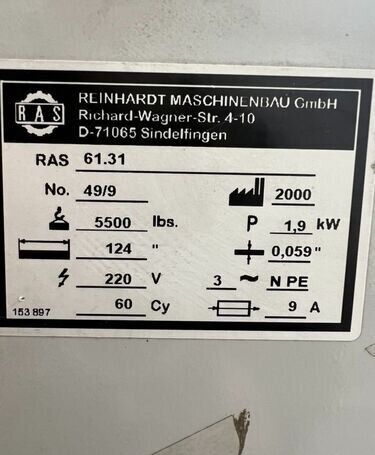 RAS
REINHARDT MASCHINENBAU GmbH
Richard-Wagner-Str. 4-10
D-71065 Sindelfingen
RAS 61.31
No. 49/9 2000
5500 lbs. P 1,9 kW
124 " 0,059 "
220 V 3 ~ N PE
60 Cy 9 A
153 897